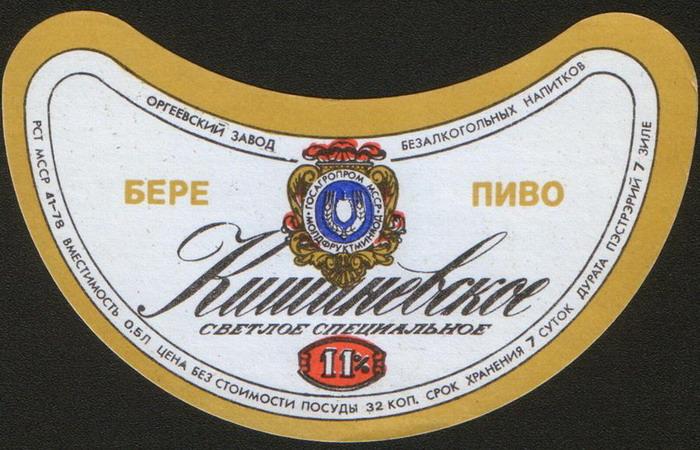 ОРГЕЕВСКИЙ ЗАВОД БЕЗАЛКОГОЛЬНЫХ НАПИТКОВ
БЕРЕ
ПИВО
ГОСАГРОПРОМ МССР
МОЛДФРУКТМИНВОД
Кишиневское
СВЕТЛОЕ СПЕЦИАЛЬНОЕ
11%
РСТ МССР 41-78 ВМЕСТИМОСТЬ 0,5Л ЦЕНА БЕЗ СТОИМОСТИ ПОСУДЫ 32 КОП. СРОК ХРАНЕНИЯ 7 СУТОК ДУРАТА ПЭСТРЭРИЙ 7 ЗИЛЕ